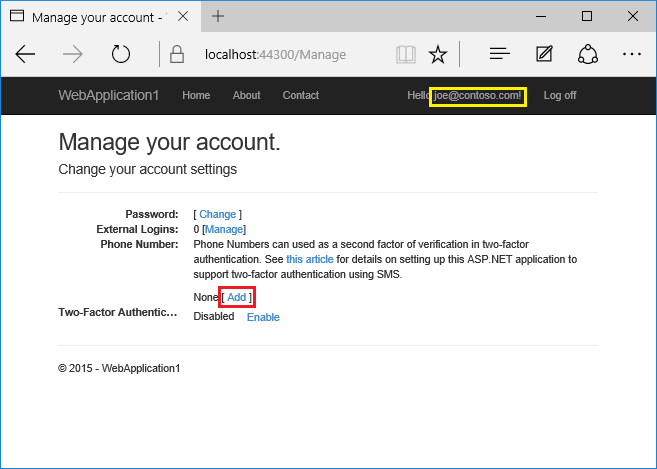 Manage your account -
localhost:44300/Manage
WebApplication1 Home About Contact Hello joe@contoso.com! Log off
Manage your account.
Change your account settings
Password: [ Change ]
External Logins: 0 [Manage]
Phone Number: Phone Numbers can used as a second factor of verification in two-factor
authentication. See this article for details on setting up this ASP.NET application to
support two-factor authentication using SMS.
None [ Add ]
Two-Factor Authentic... Disabled Enable
© 2015 - WebApplication1